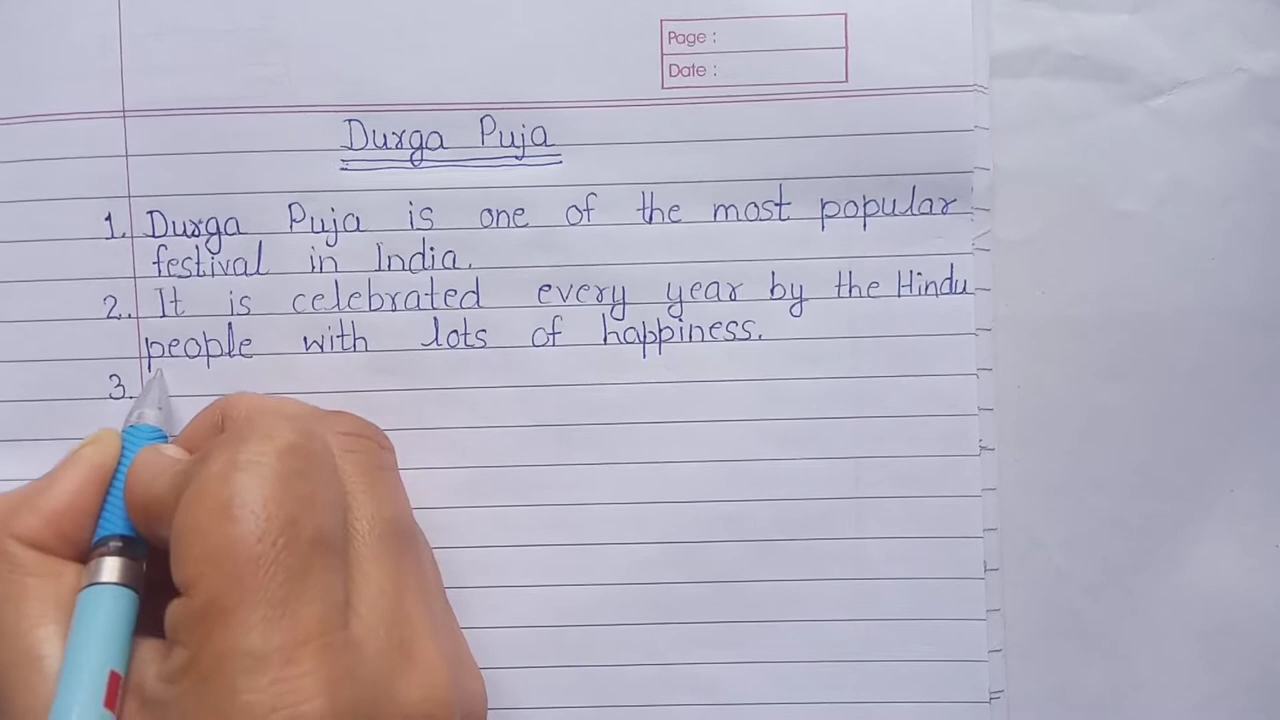 Page :
Date :
Durga Puja
1. Durga Puja is one of the most popular
festival in India.
2. It is celebrated every year by the Hindu
people with lots of happiness.
3.